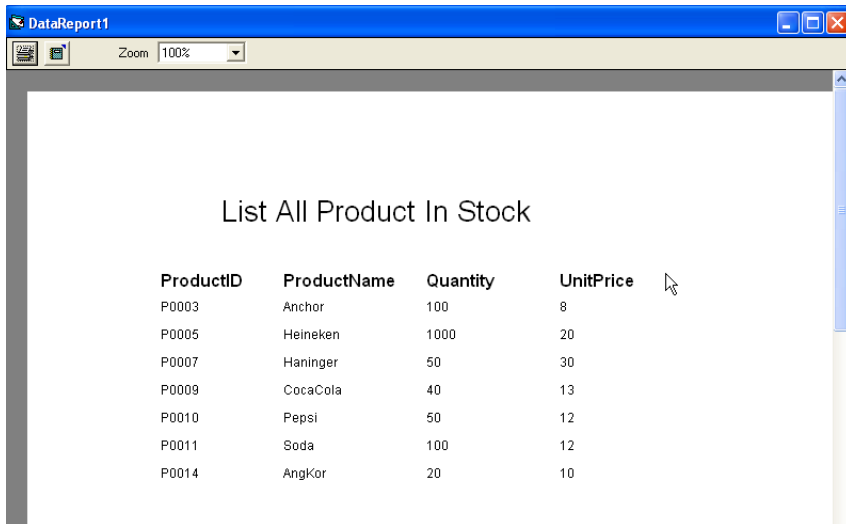 DataReport1
Zoom 100%
List All Product In Stock
ProductID ProductName Quantity UnitPrice
P0003 Anchor 100 8
P0005 Heineken 1000 20
P0007 Haninger 50 30
P0009 CocaCola 40 13
P0010 Pepsi 50 12
P0011 Soda 100 12
P0014 AngKor 20 10